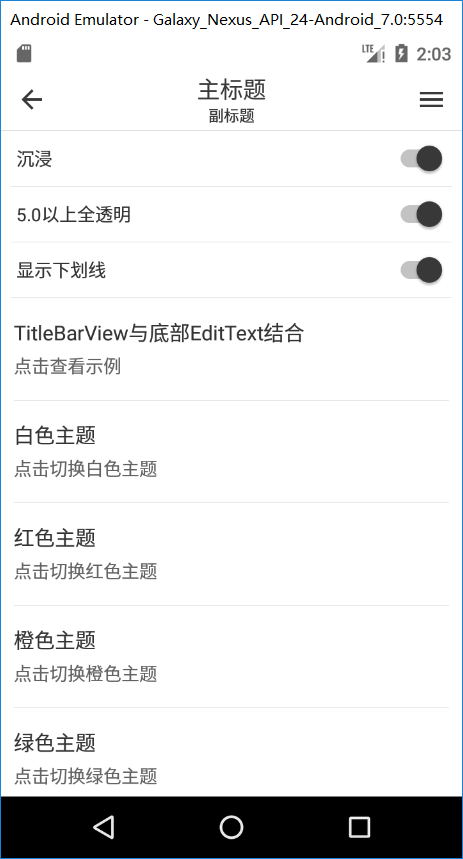 Android Emulator - Galaxy_Nexus_API_24-Android_7.0:5554
LTE 2:03
主标题
副标题
沉浸
5.0以上全透明
显示下划线
TitleBarView与底部EditText结合
点击查看示例
白色主题
点击切换白色主题
红色主题
点击切换红色主题
橙色主题
点击切换橙色主题
绿色主题
点击切换绿色主题